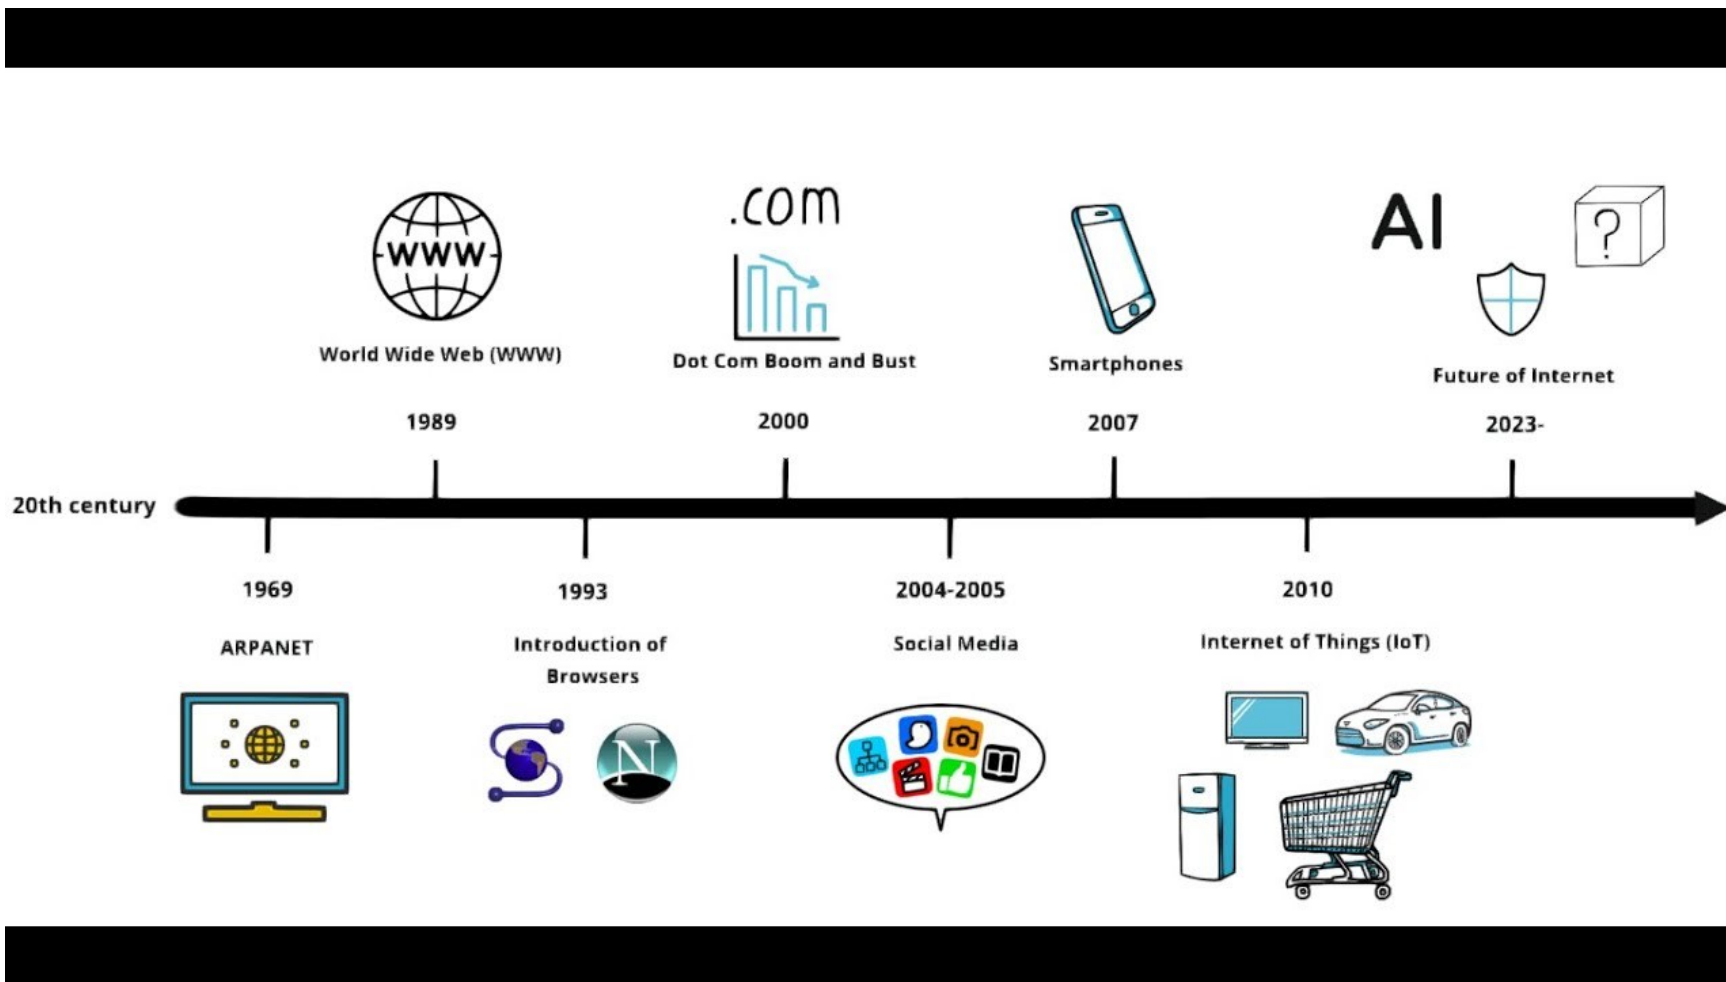 .com
AI
?
WWW
World Wide Web (WWW)
Dot Com Boom and Bust
Smartphones
Future of Internet
1989
2000
2007
2023-
20th century
1969
1993
2004-2005
2010
ARPANET
Introduction of
Browsers
Social Media
Internet of Things (IoT)
N